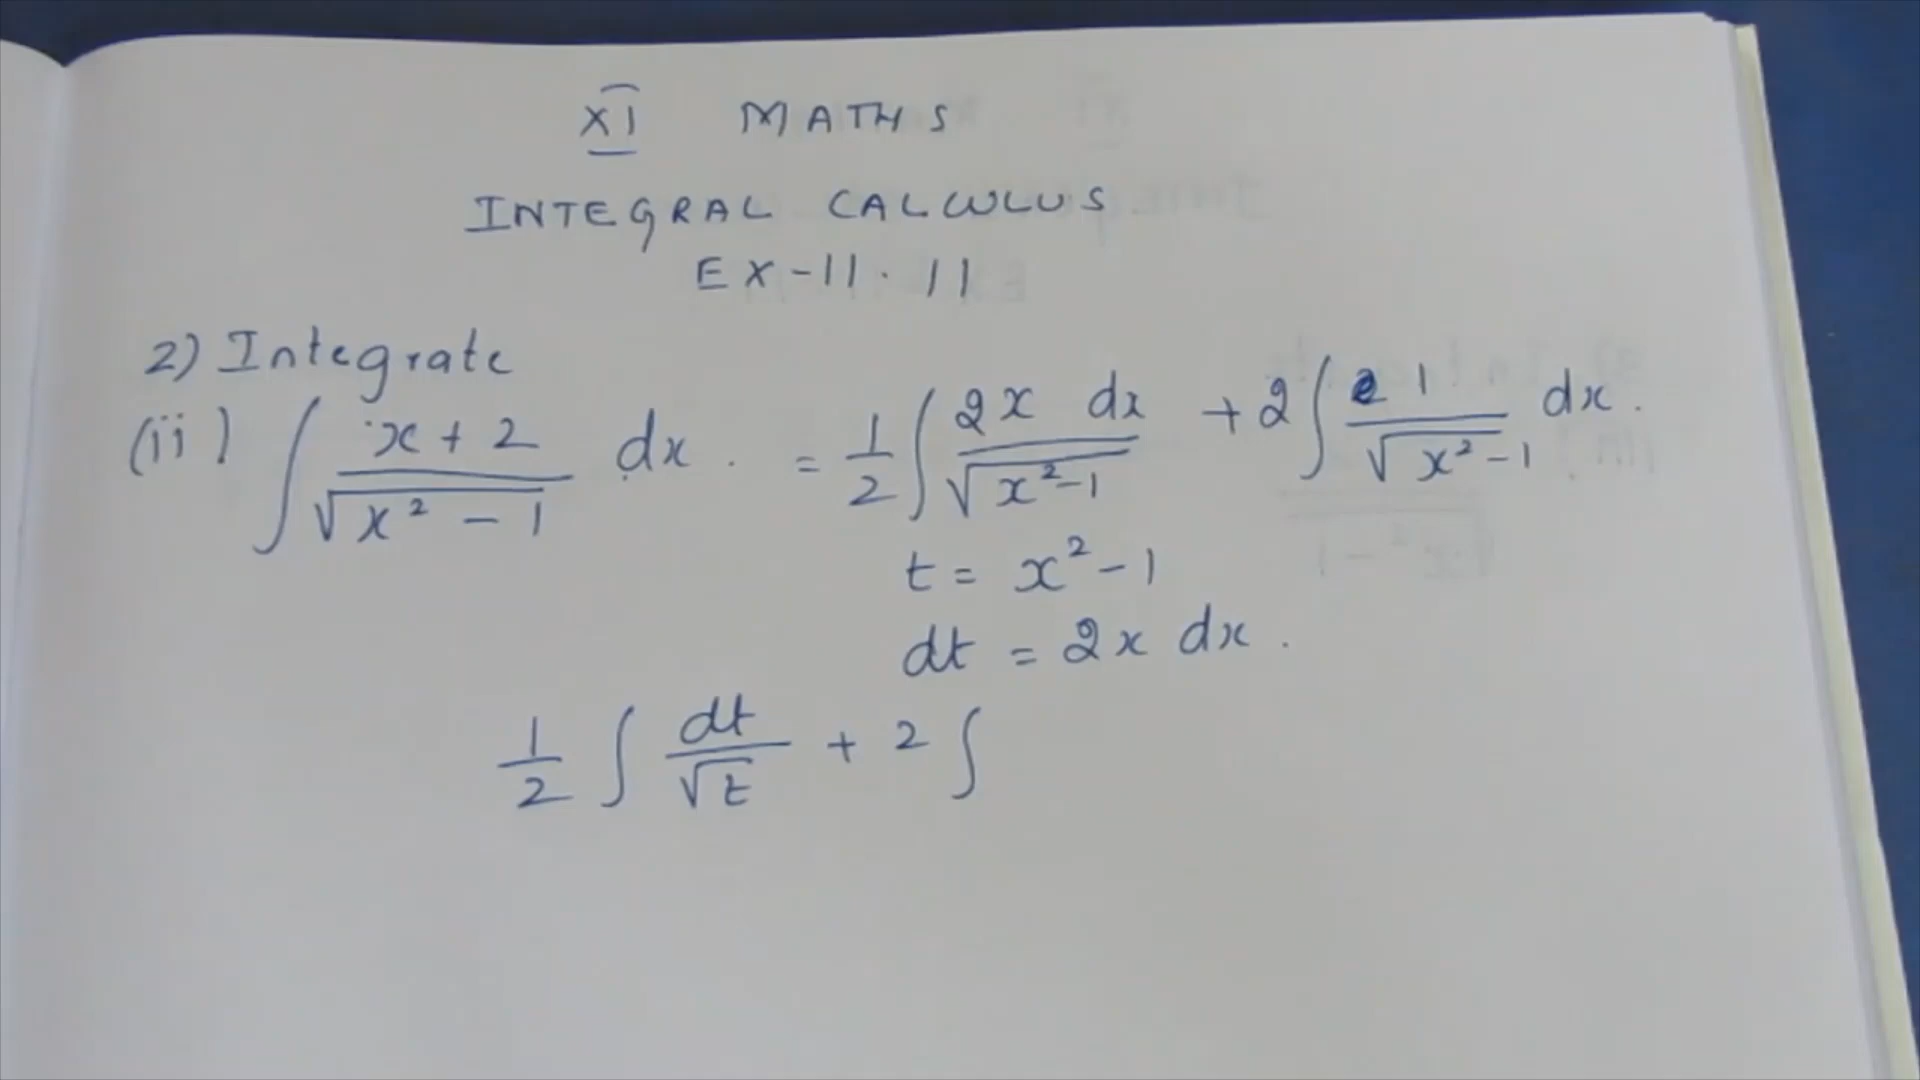 XI MATHS
INTEGRAL CALCULUS
EX-11.11
2) Integrate
(ii) ∫ x + 2 / √(x² - 1) dx. = 1/2 ∫ 2x dx / √(x²-1) + 2 ∫ 1 / √(x²-1) dx.
t = x²-1
dt = 2x dx.
1/2 ∫ dt / √t + 2 ∫